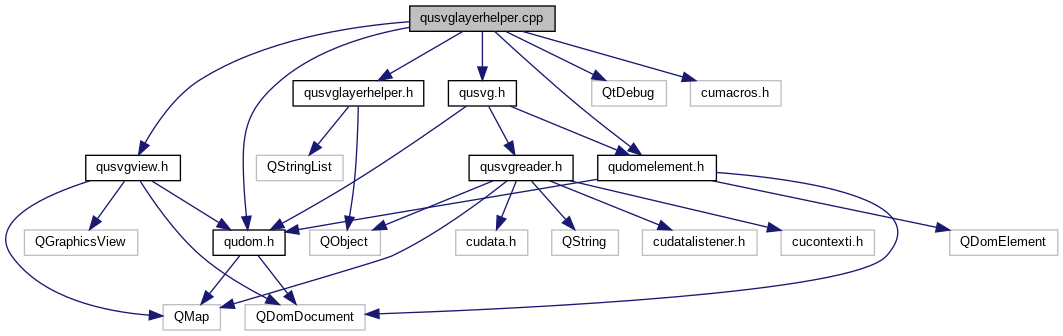 qusvglayerhelper.cpp
qusvglayerhelper.h
qusvg.h
QtDebug
cumacros.h
qusvgview.h
QStringList
qusvgreader.h
qudomelement.h
QGraphicsView
qudom.h
QObject
cudata.h
QString
cudatalistener.h
cucontexti.h
QDomElement
QMap
QDomDocument